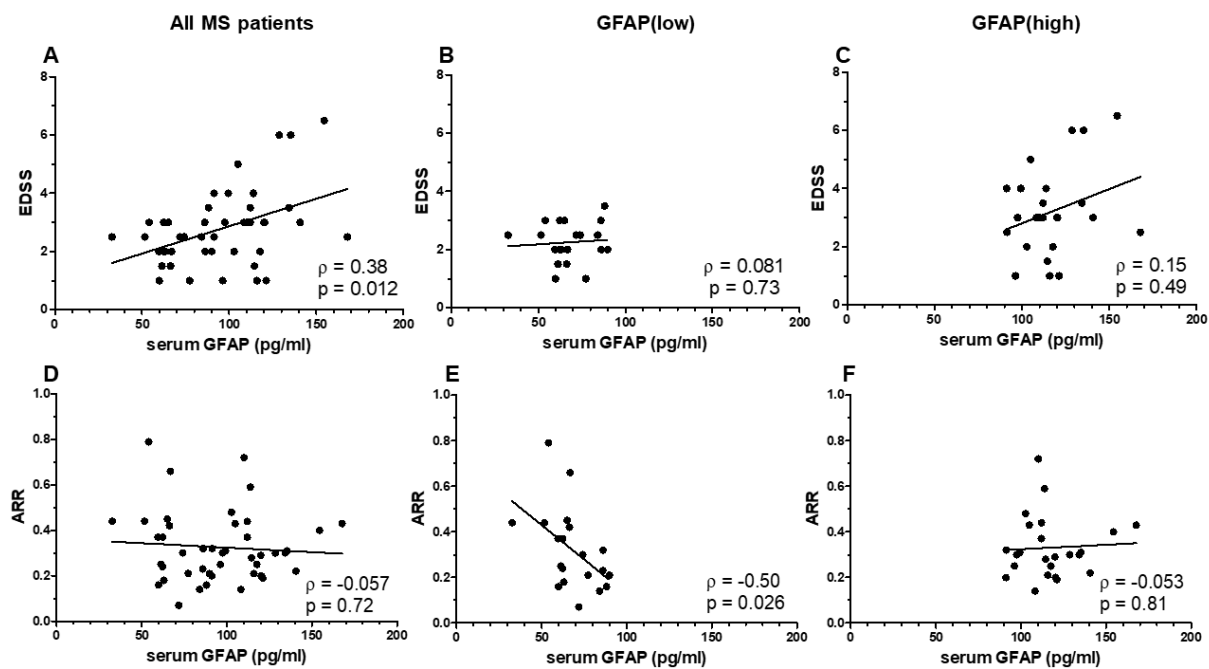 All MS patients
GFAP(low)
GFAP(high)
A
8
6
4
2
0
EDSS
0
50
100
150
200
serum GFAP (pg/ml)
ρ = 0.38
p = 0.012
B
8
6
4
2
0
EDSS
0
50
100
150
200
serum GFAP (pg/ml)
ρ = 0.081
p = 0.73
C
8
6
4
2
0
EDSS
0
50
100
150
200
serum GFAP (pg/ml)
ρ = 0.15
p = 0.49
D
1.0
0.8
0.6
0.4
0.2
0.0
ARR
0
50
100
150
200
serum GFAP (pg/ml)
ρ = -0.057
p = 0.72
E
1.0
0.8
0.6
0.4
0.2
0.0
ARR
0
50
100
150
200
serum GFAP (pg/ml)
ρ = -0.50
p = 0.026
F
1.0
0.8
0.6
0.4
0.2
0.0
ARR
0
50
100
150
200
serum GFAP (pg/ml)
ρ = -0.053
p = 0.81